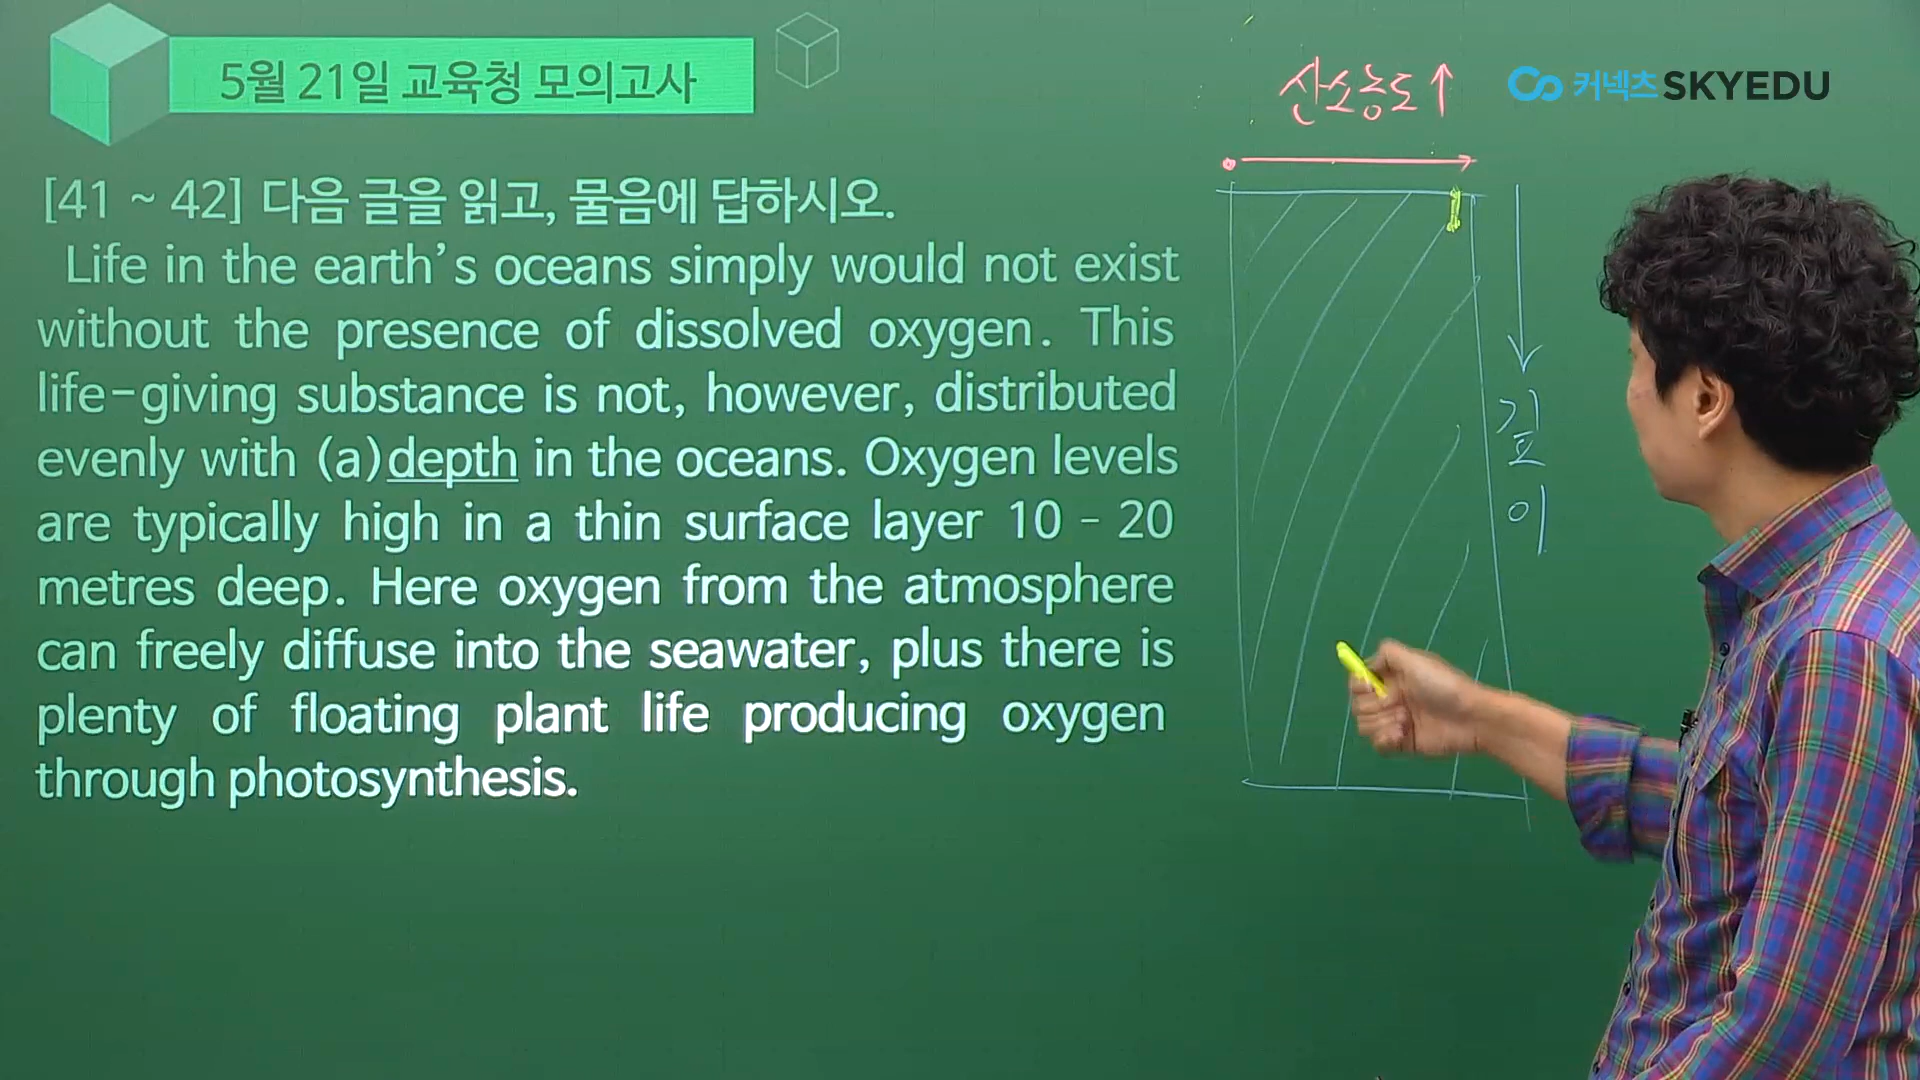 5월 21일 교육청 모의고사
산소농도↑
커넥츠 SKYEDU
[41 ~ 42] 다음 글을 읽고, 물음에 답하시오.
Life in the earth's oceans simply would not exist
without the presence of dissolved oxygen. This
life-giving substance is not, however, distributed
evenly with (a)depth in the oceans. Oxygen levels
are typically high in a thin surface layer 10 - 20
metres deep. Here oxygen from the atmosphere
can freely diffuse into the seawater, plus there is
plenty of floating plant life producing oxygen
through photosynthesis.
깊
이